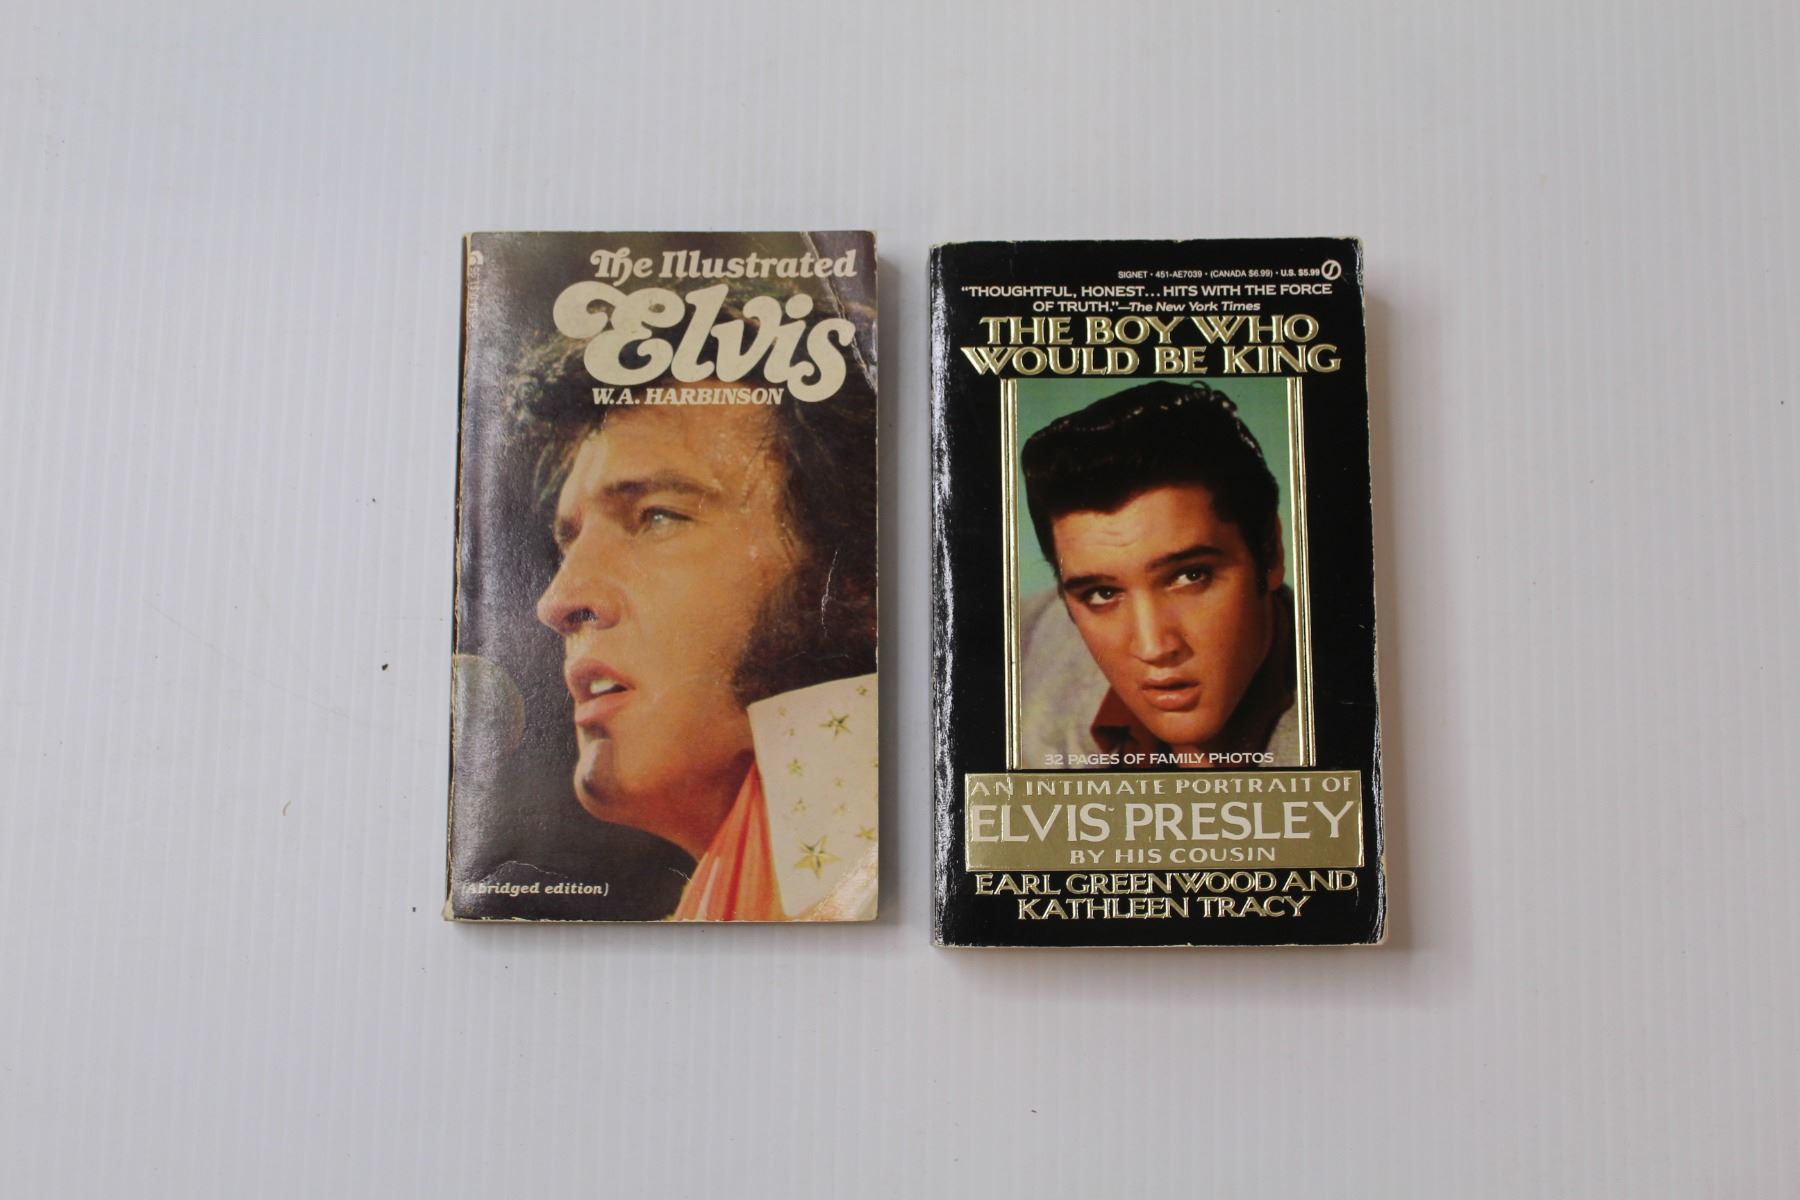 The Illustrated
Elvis
W.A. HARBINSON
(Abridged edition)
SIGNET • 451-AE7039 • (CANADA $6.99) • U.S. $5.99
"THOUGHTFUL, HONEST...HITS WITH THE FORCE
OF TRUTH."—The New York Times
THE BOY WHO
WOULD BE KING
32 PAGES OF FAMILY PHOTOS
AN INTIMATE PORTRAIT OF
ELVIS PRESLEY
BY HIS COUSIN
EARL GREENWOOD AND
KATHLEEN TRACY